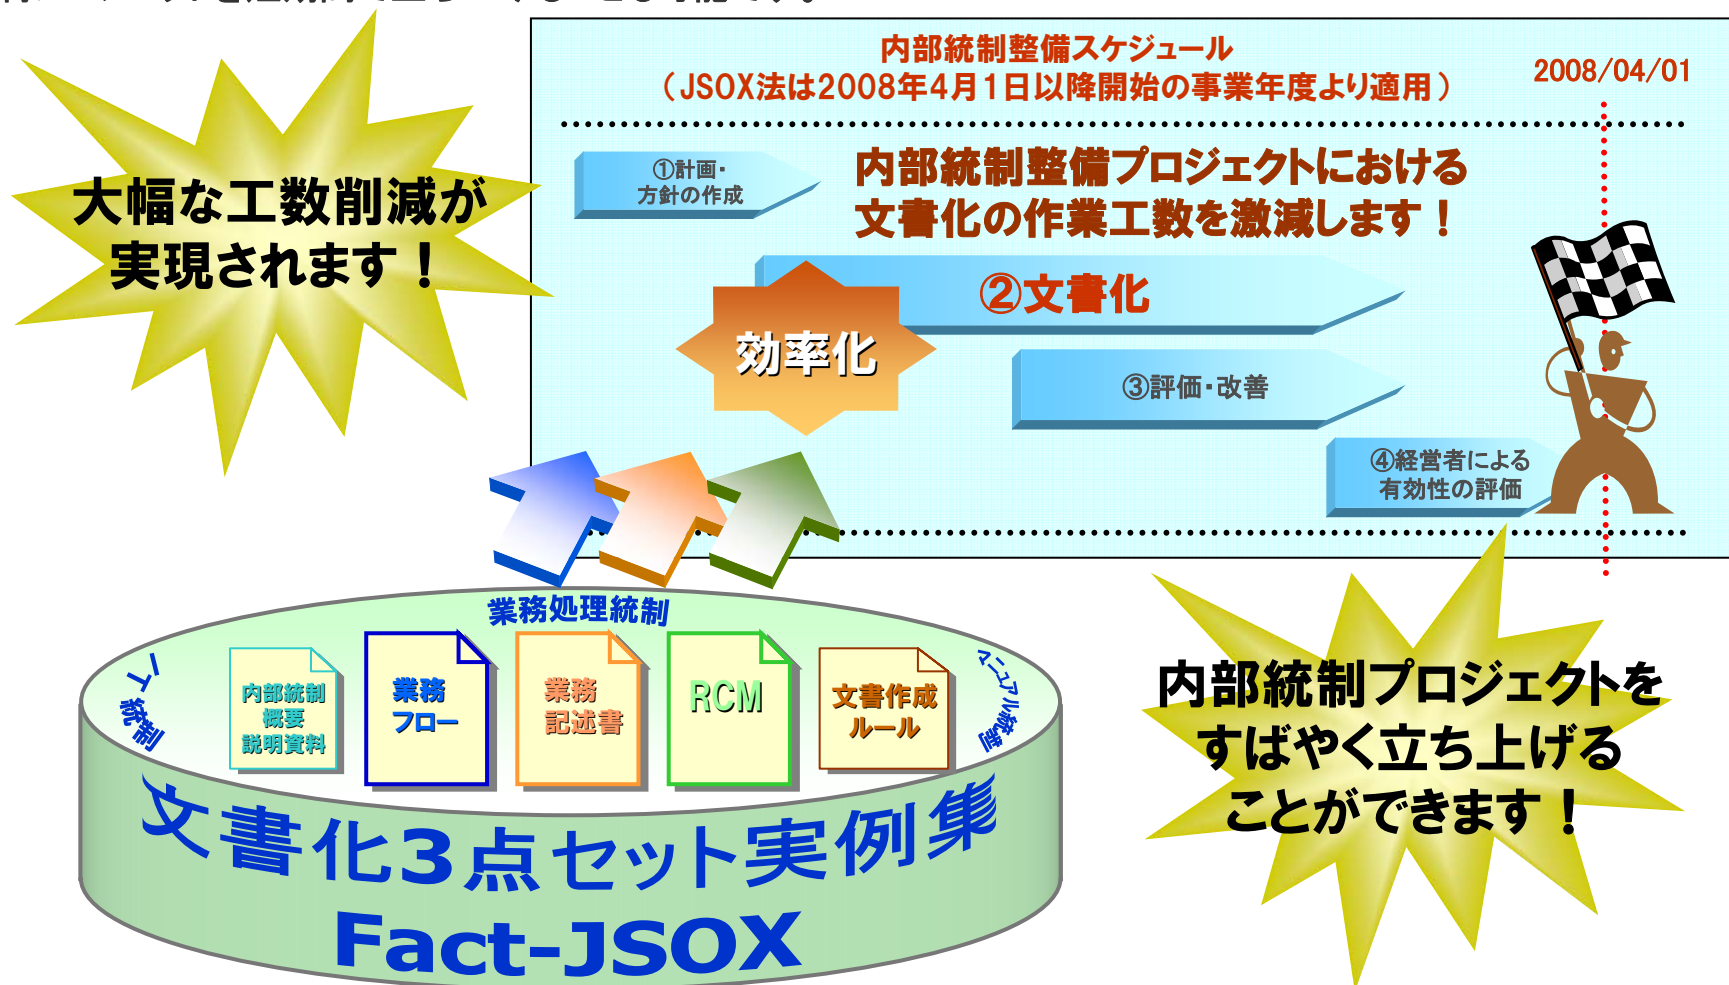 内部統制整備スケジュール
（JSOX法は2008年4月1日以降開始の事業年度より適用）
2008/04/01
大幅な工数削減が
実現されます！
①計画・
方針の作成
内部統制整備プロジェクトにおける
文書化の作業工数を激減します！
②文書化
効率化
③評価・改善
④経営者による
有効性の評価
業務処理統制
IT統制
マニュアル統制
内部統制
概要
説明資料
業務
フロー
業務
記述書
RCM
文書作成
ルール
内部統制プロジェクトを
すばやく立ち上げる
ことができます！
文書化3点セット実例集
Fact-JSOX